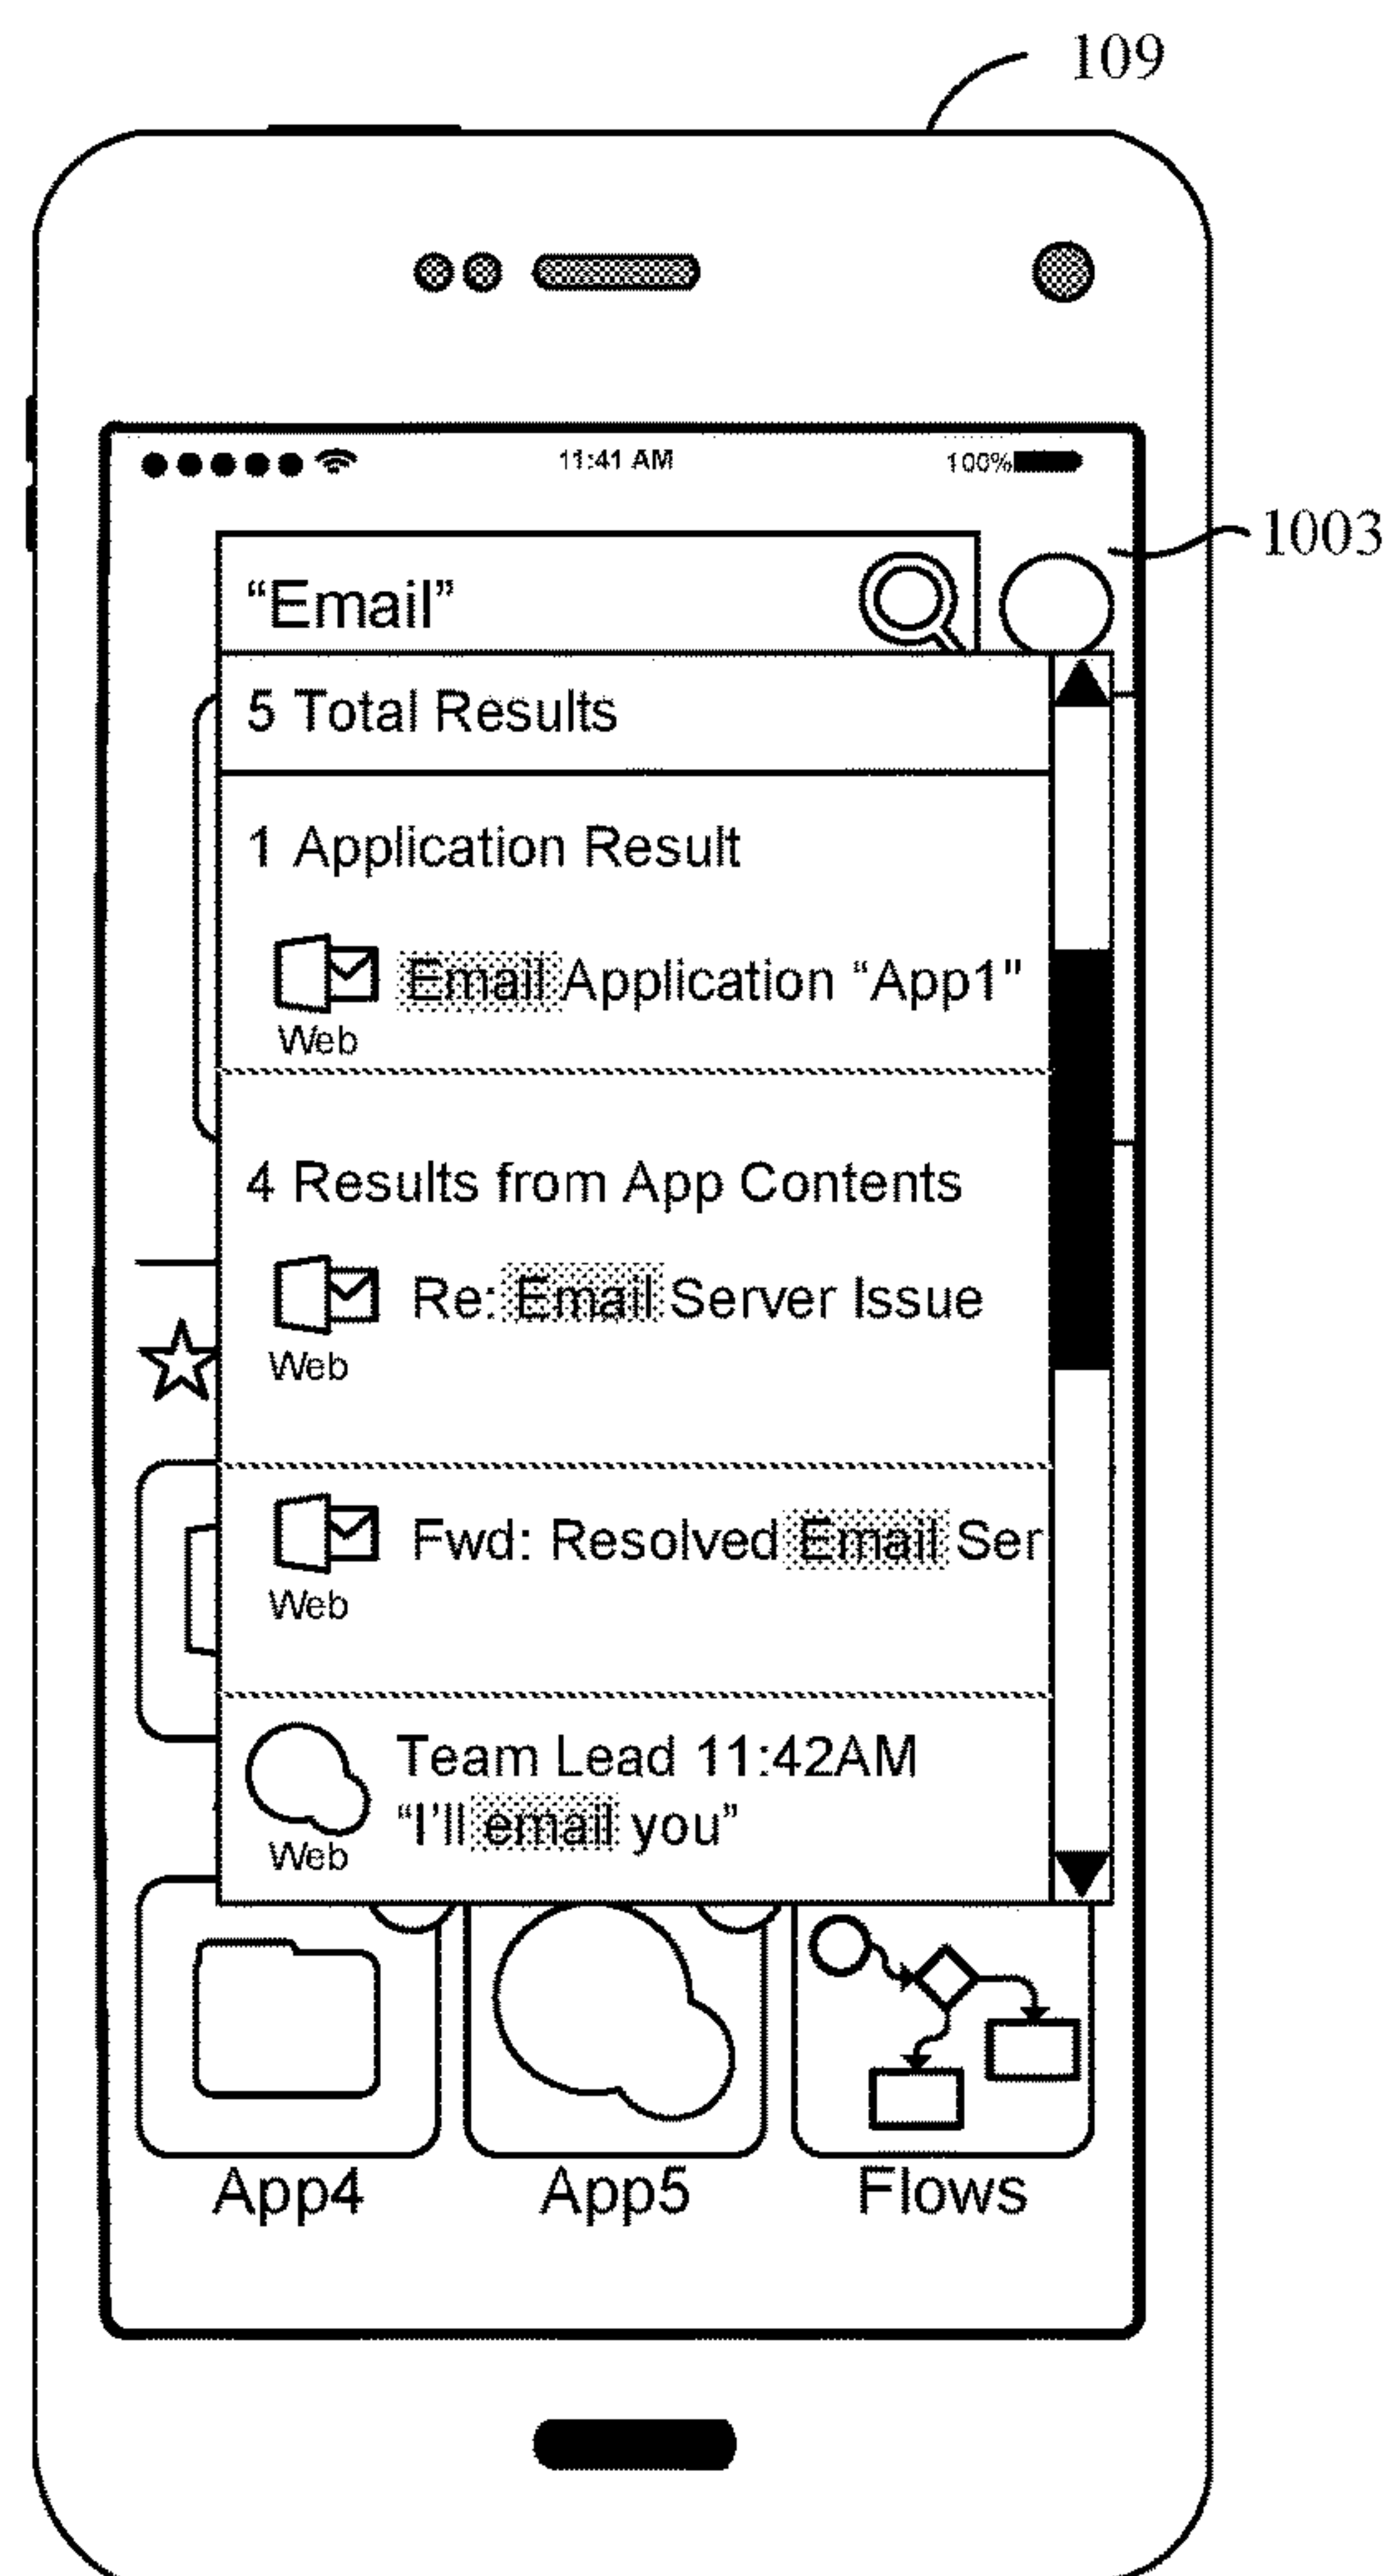 109
11:41 AM
100%
1003
“Email”
5 Total Results
1 Application Result
Email Application “App1"
Web
4 Results from App Contents
Re: Email Server Issue
Web
Fwd: Resolved Email Ser
Web
Team Lead 11:42AM
“I’ll email you”
Web
App4 App5 Flows